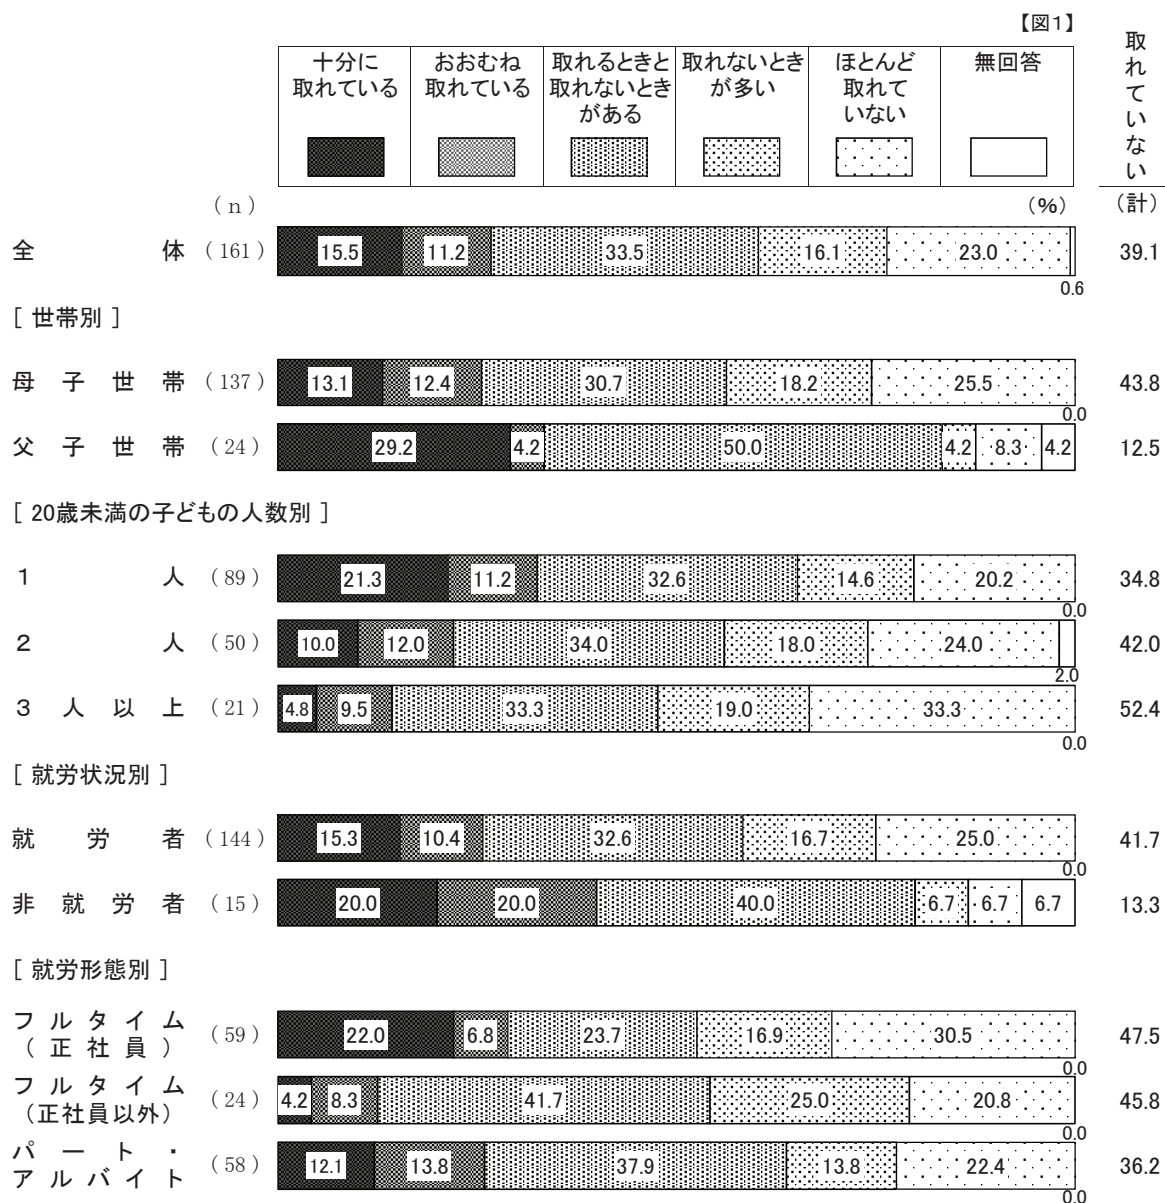 【図1】
十分に
取れている
おおむね
取れている
取れるときと
取れないとき
がある
取れないとき
が多い
ほとんど
取れて
いない
無回答
取れていない
（計）
（n） （%）
全体（161） 15.5 11.2 33.5 16.1 23.0 39.1
0.6
［世帯別］
母子世帯（137） 13.1 12.4 30.7 18.2 25.5 43.8
0.0
父子世帯（24） 29.2 4.2 50.0 4.2 8.3 4.2 12.5
［20歳未満の子どもの人数別］
1人（89） 21.3 11.2 32.6 14.6 20.2 34.8
0.0
2人（50） 10.0 12.0 34.0 18.0 24.0 42.0
2.0
3人以上（21） 4.8 9.5 33.3 19.0 33.3 52.4
0.0
［就労状況別］
就労者（144） 15.3 10.4 32.6 16.7 25.0 41.7
0.0
非就労者（15） 20.0 20.0 40.0 6.7 6.7 6.7 13.3
［就労形態別］
フルタイム
（正社員）（59） 22.0 6.8 23.7 16.9 30.5 47.5
0.0
フルタイム
（正社員以外）（24） 4.2 8.3 41.7 25.0 20.8 45.8
0.0
パート・
アルバイト（58） 12.1 13.8 37.9 13.8 22.4 36.2
0.0